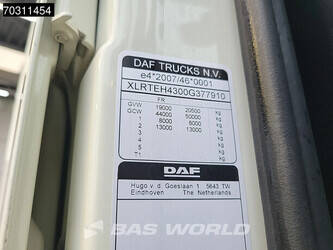 70311454
DAF TRUCKS N.V.
e4*2007/46*0001
XLRTEH4300G377910
FR
GVW 19000 20500 kg
GCW 44000 50000 kg
1 8000 8000 kg
2 13000 13000 kg
3 kg
4 kg
5 kg
T1 kg
DAF
Hugo v.d. Goeslaan 1 5643 TW
Eindhoven The Netherlands
BAS WORLD